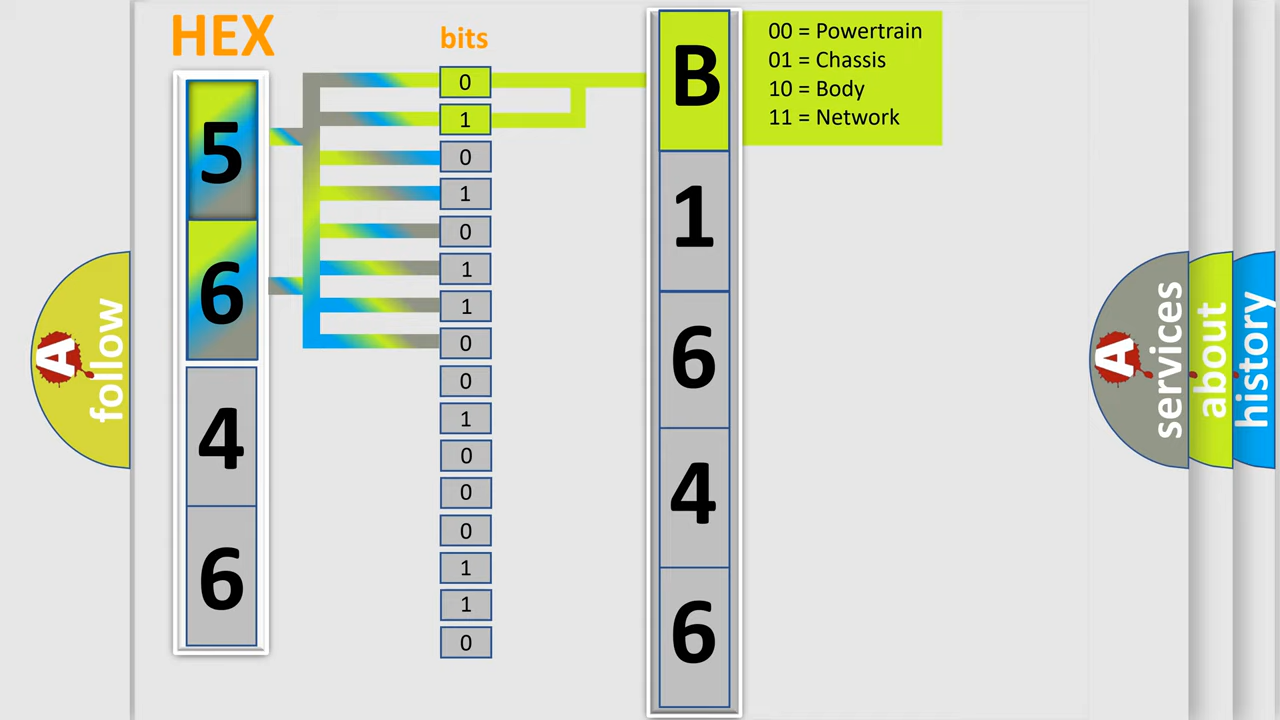 HEX
bits
00 = Powertrain
01 = Chassis
10 = Body
11 = Network
5
6
4
6
0
1
0
1
0
1
1
0
0
1
0
0
0
1
1
0
B
1
6
4
6
A follow
A services
about
history